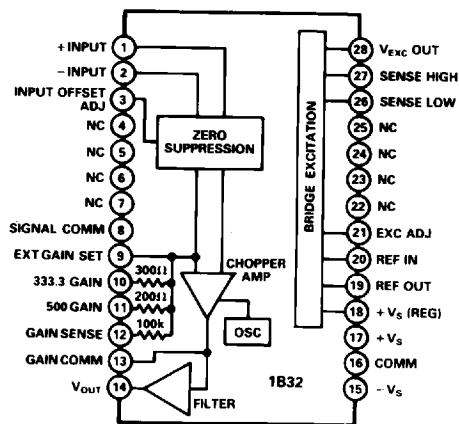 + INPUT 1
- INPUT 2
INPUT OFFSET
ADJ 3
NC 4
NC 5
NC 6
NC 7
SIGNAL COMM 8
EXT GAIN SET 9
333.3 GAIN 10
500 GAIN 11
GAIN SENSE 12
GAIN COMM 13
VOUT 14
ZERO
SUPPRESSION
300Ω
200Ω
100k
CHOPPER
AMP
OSC
FILTER
1B32
BRIDGE EXCITATION
28 VEXC OUT
27 SENSE HIGH
26 SENSE LOW
25 NC
24 NC
23 NC
22 NC
21 EXC ADJ
20 REF IN
19 REF OUT
18 + VS (REG)
17 + VS
16 COMM
15 - VS